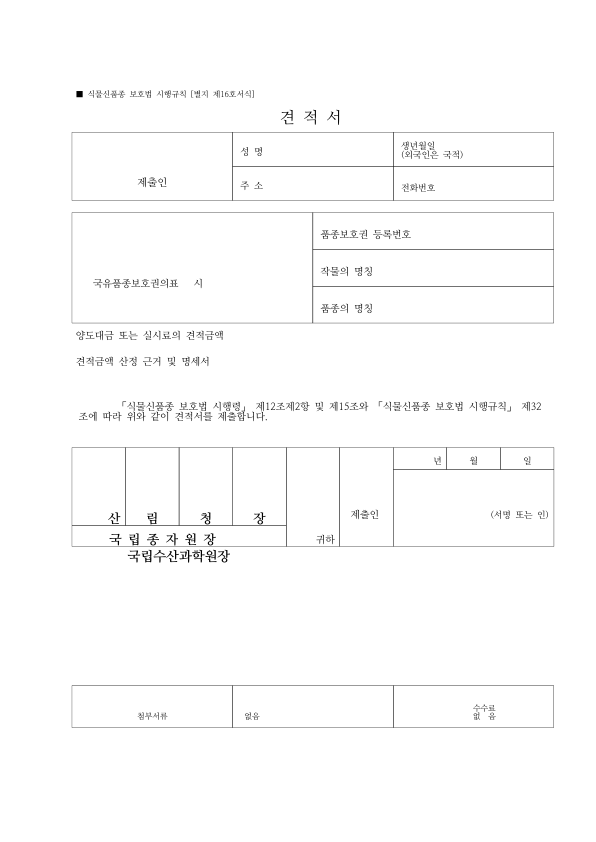 ■ 식물신품종 보호법 시행규칙 [별지 제16호서식]
견 적 서
제출인
성 명
생년월일
(외국인은 국적)
주 소
전화번호
국유품종보호권의표 시
품종보호권 등록번호
작물의 명칭
품종의 명칭
양도대금 또는 실시료의 견적금액
견적금액 산정 근거 및 명세서
「식물신품종 보호법 시행령」 제12조제2항 및 제15조와 「식물신품종 보호법 시행규칙」 제32
조에 따라 위와 같이 견적서를 제출합니다.
년 월 일
산 림 청 장
제출인
(서명 또는 인)
국 립 종 자 원 장
귀하
국립수산과학원장
첨부서류
없음
수수료
없 음